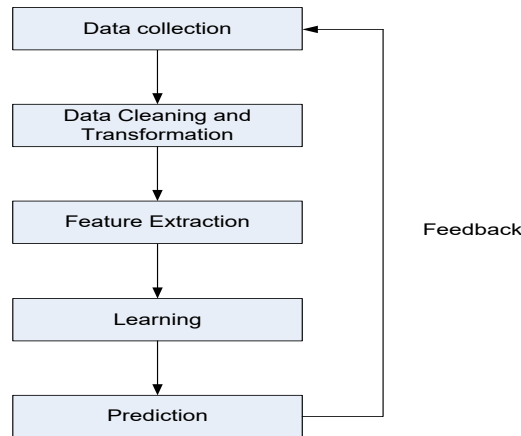 Data collection
Data Cleaning and
Transformation
Feature Extraction
Feedback
Learning
Prediction